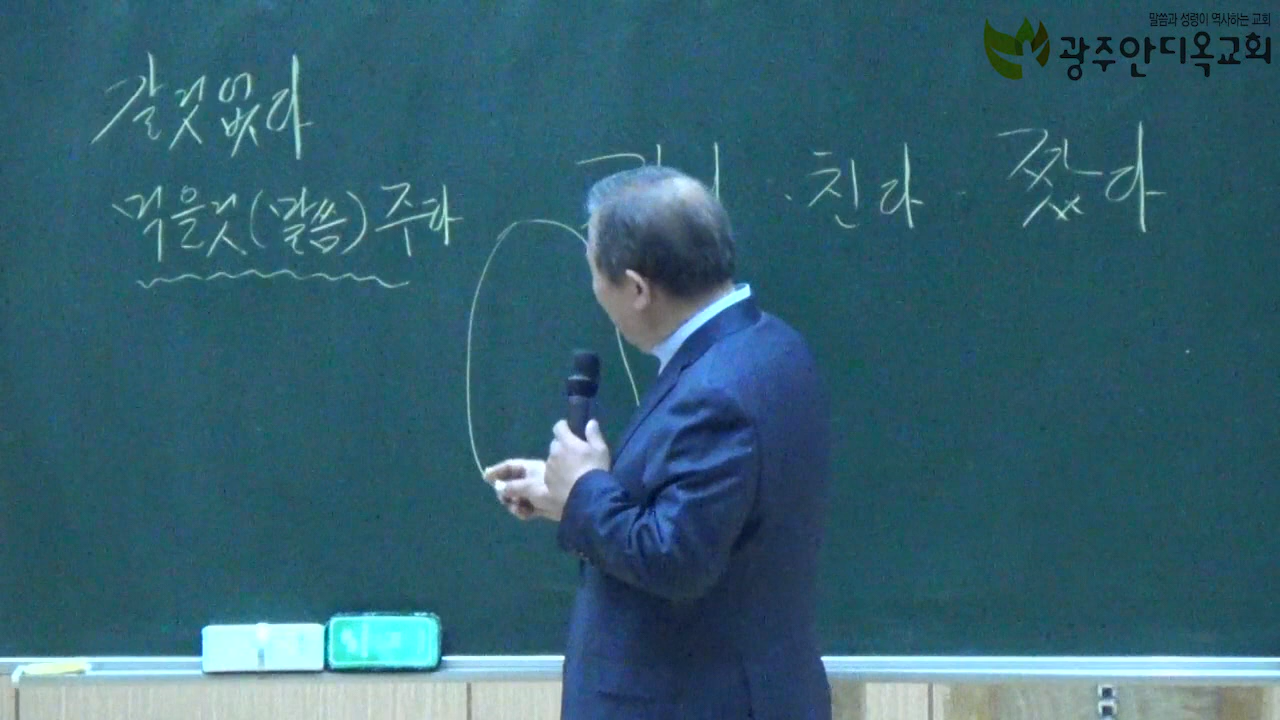 말씀과 성령이 역사하는 교회
광주안디옥교회
갈것없다
먹을것(말씀)주라
친다 쨌다